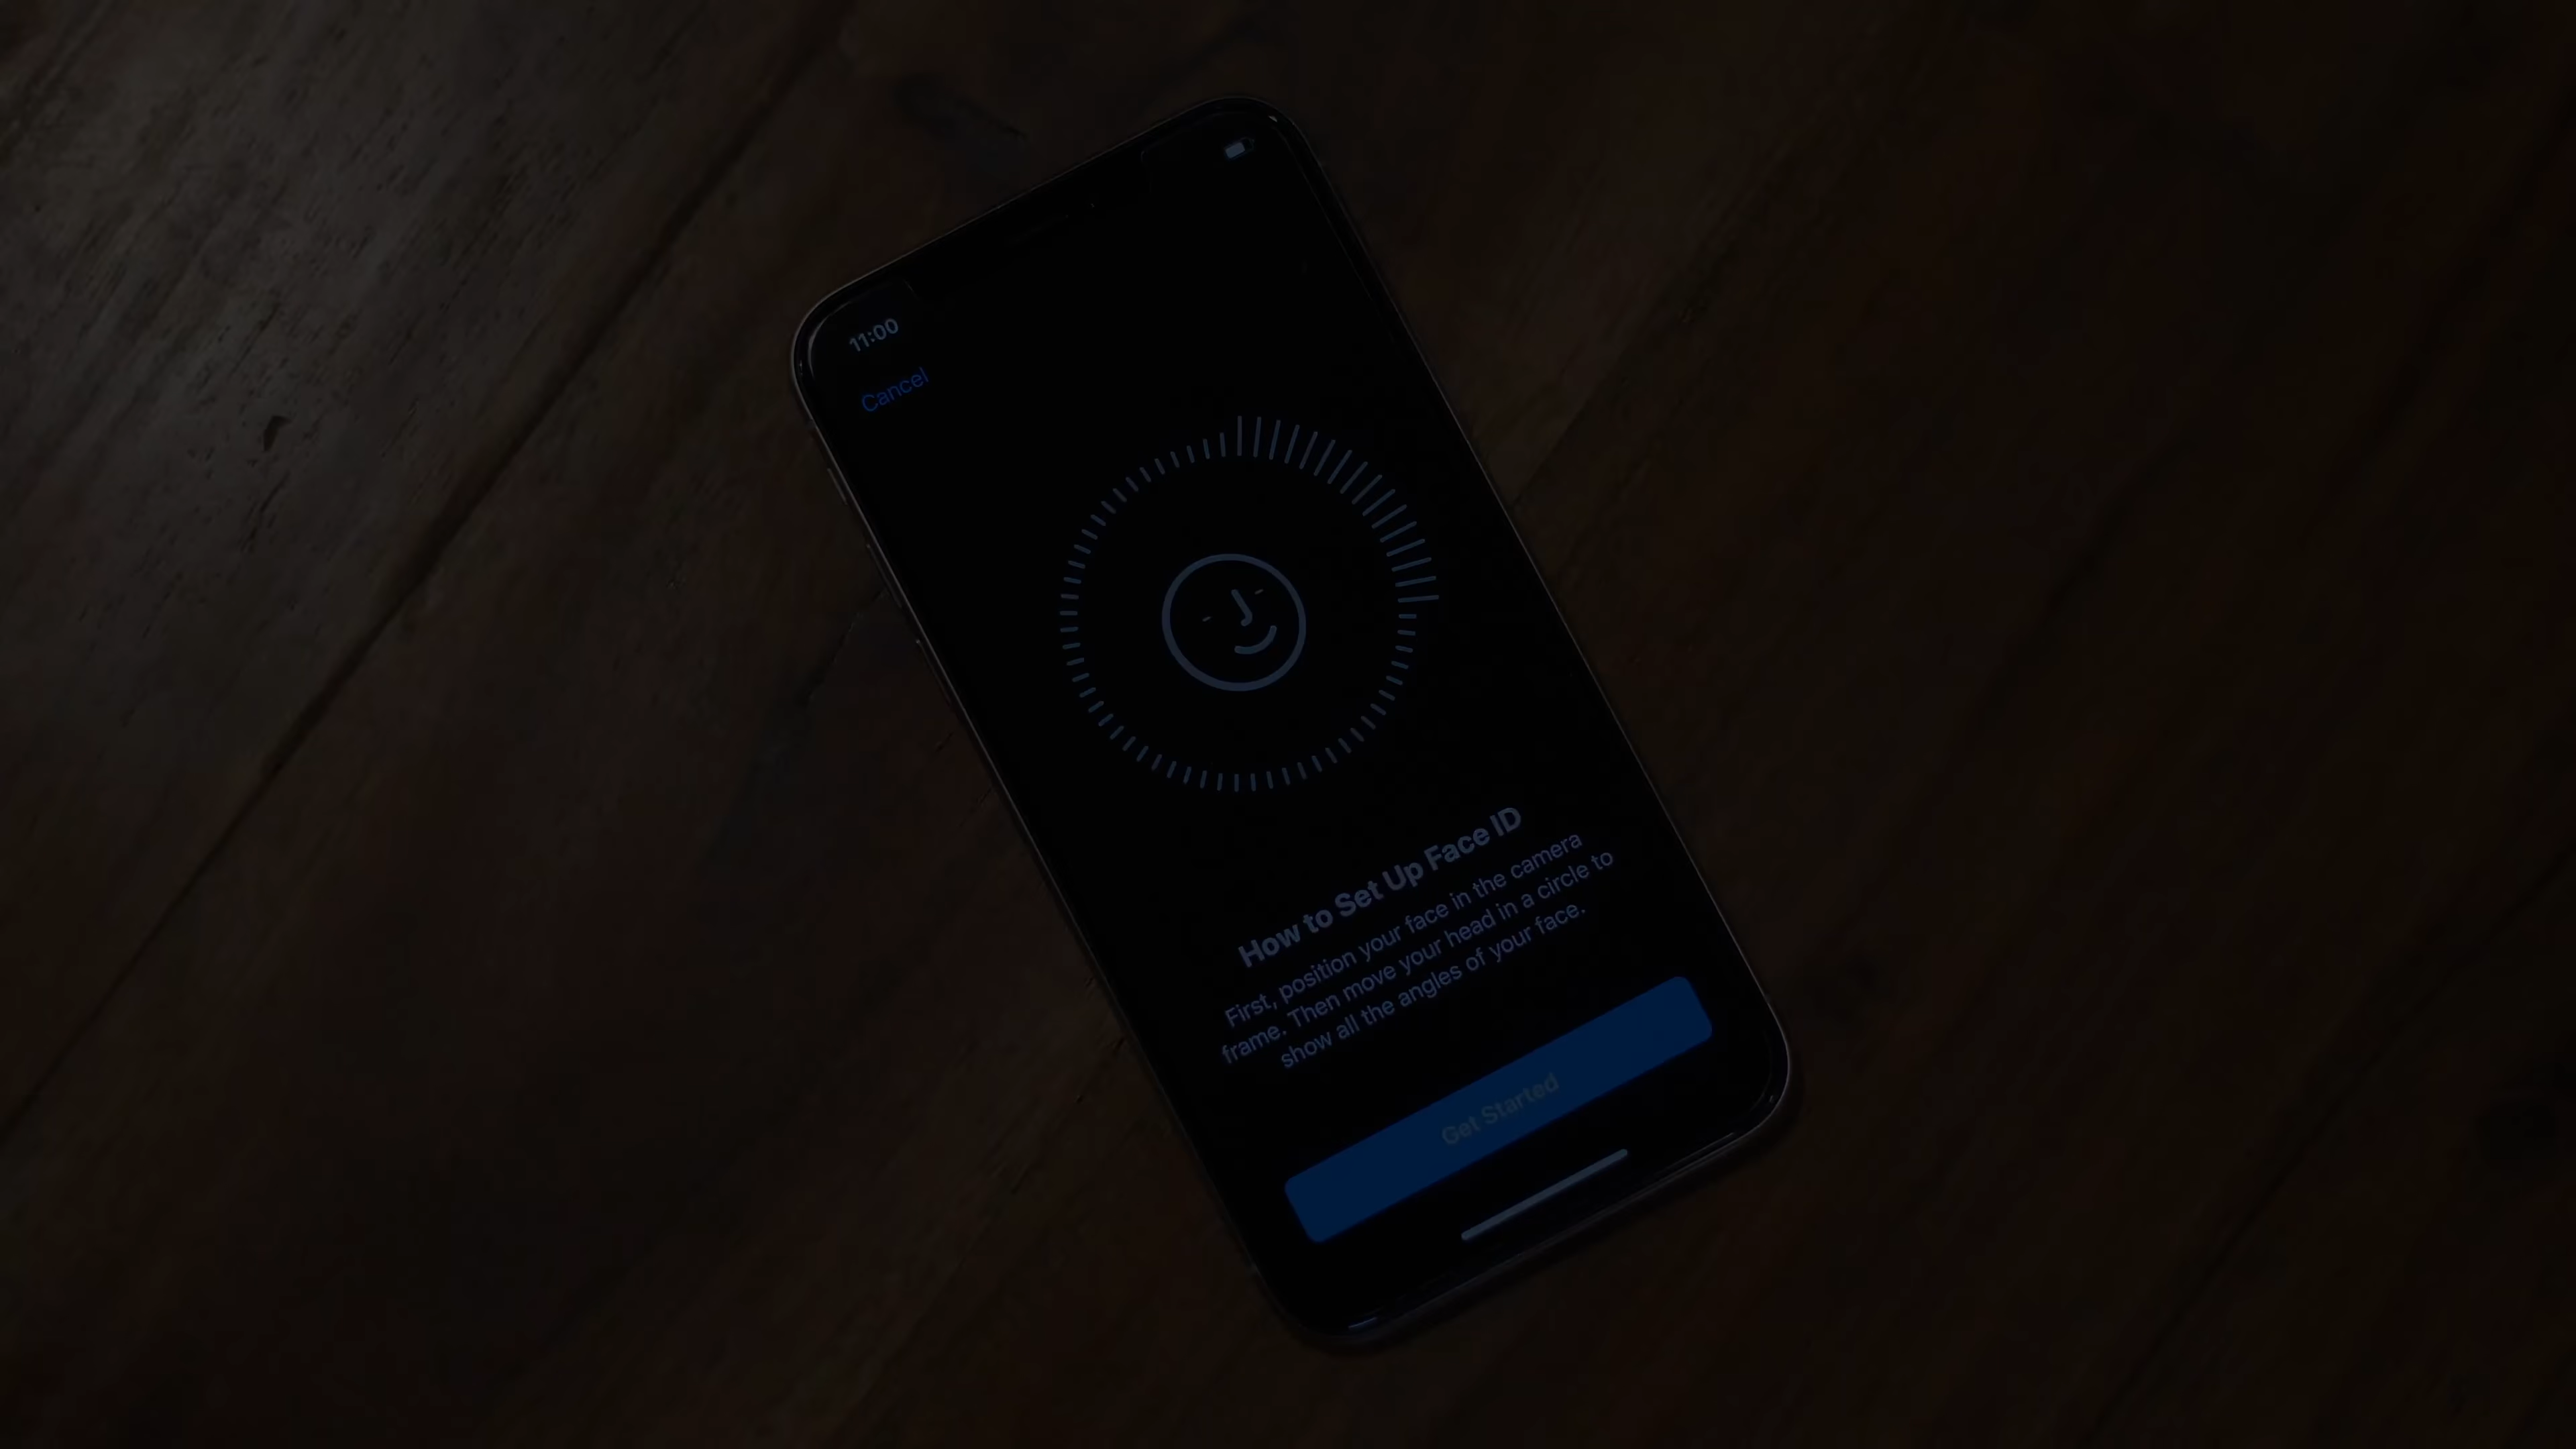 11:00
Cancel
How to Set Up Face ID
First, position your face in the camera
frame. Then move your head in a circle to
show all the angles of your face.
Get Started